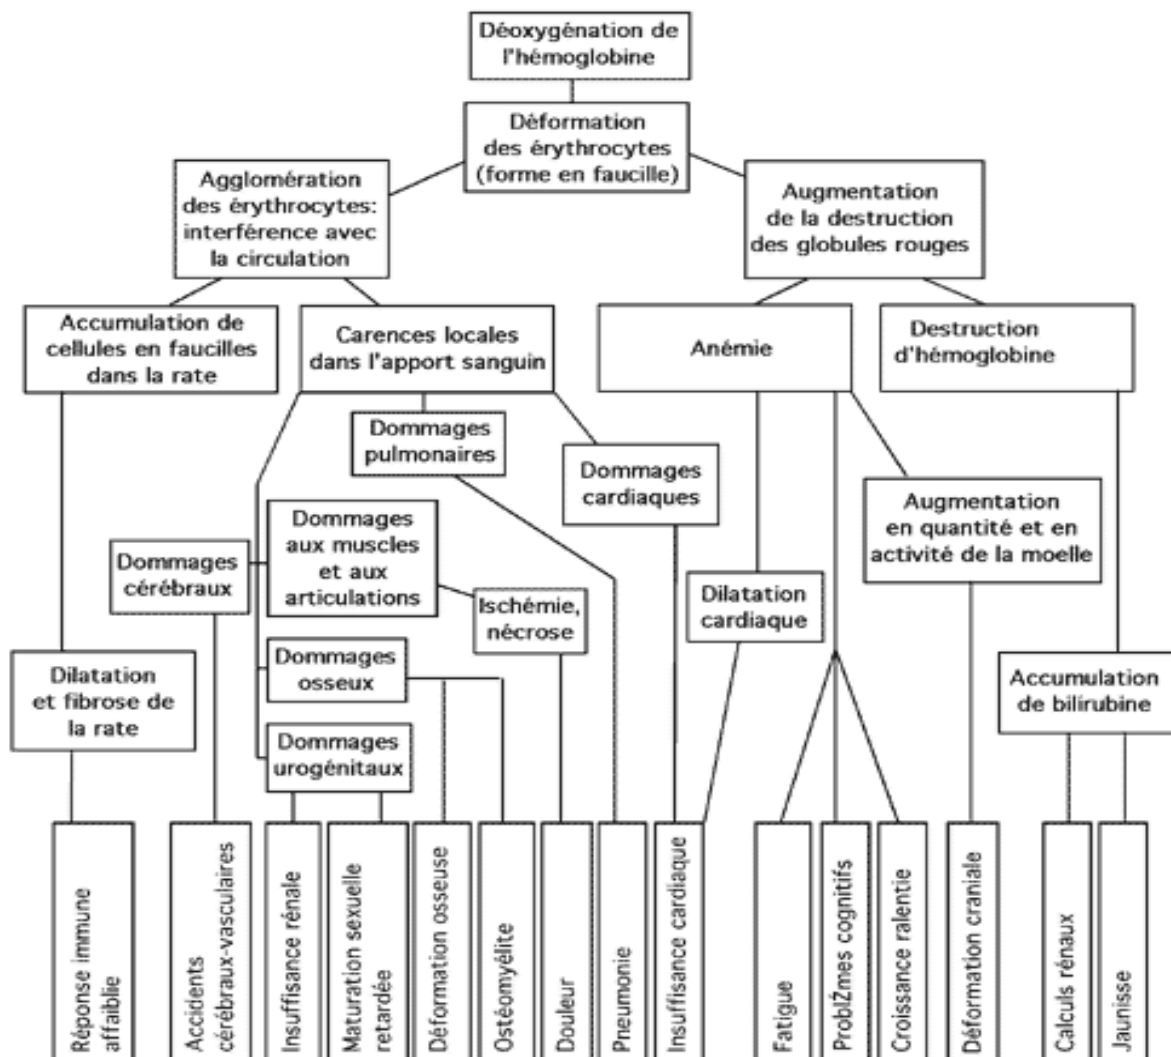 Déoxygénation de
l'hémoglobine
Déformation
des érythrocytes
(forme en faucille)
Agglomération
des érythrocytes:
interférence avec
la circulation
Augmentation
de la destruction
des globules rouges
Accumulation de
cellules en faucilles
dans la rate
Carences locales
dans l'apport sanguin
Anémie
Destruction
d'hémoglobine
Dommages
pulmonaires
Dommages
cardiaques
Augmentation
en quantité et en
activité de la moelle
Dommages
cérébraux
Dommages
aux muscles
et aux
articulations
Ischémie,
nécrose
Dilatation
cardiaque
Dilatation
et fibrose de
la rate
Dommages
osseux
Accumulation
de bilirubine
Dommages
urogénitaux
Réponse immune
affaiblie
Accidents
cérébraux-vasculaires
Insuffisance rénale
Maturation sexuelle
retardée
Déformation osseuse
Ostéomyélite
Douleur
Pneumonie
Insuffisance cardiaque
Fatigue
ProblZmes cognitifs
Croissance ralentie
Déformation craniale
Calculs rénaux
Jaunisse